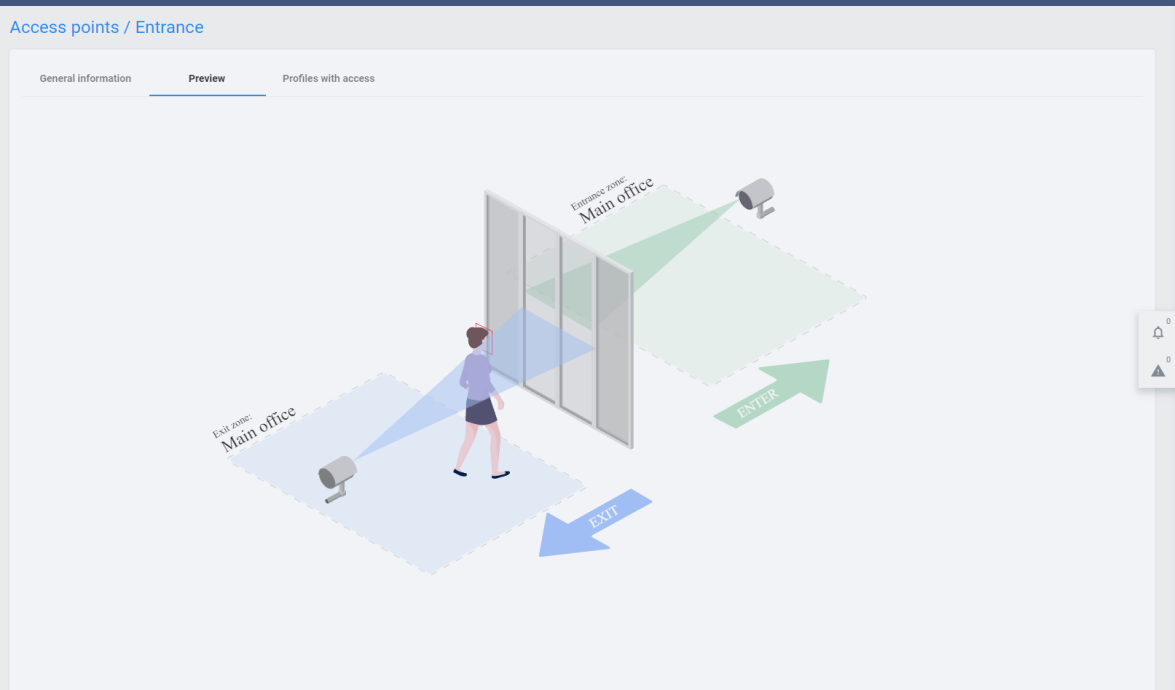 Access points / Entrance
General information
Preview
Profiles with access
Entrance zone:
Main office
0
0
ENTER
Exit zone:
Main office
EXIT